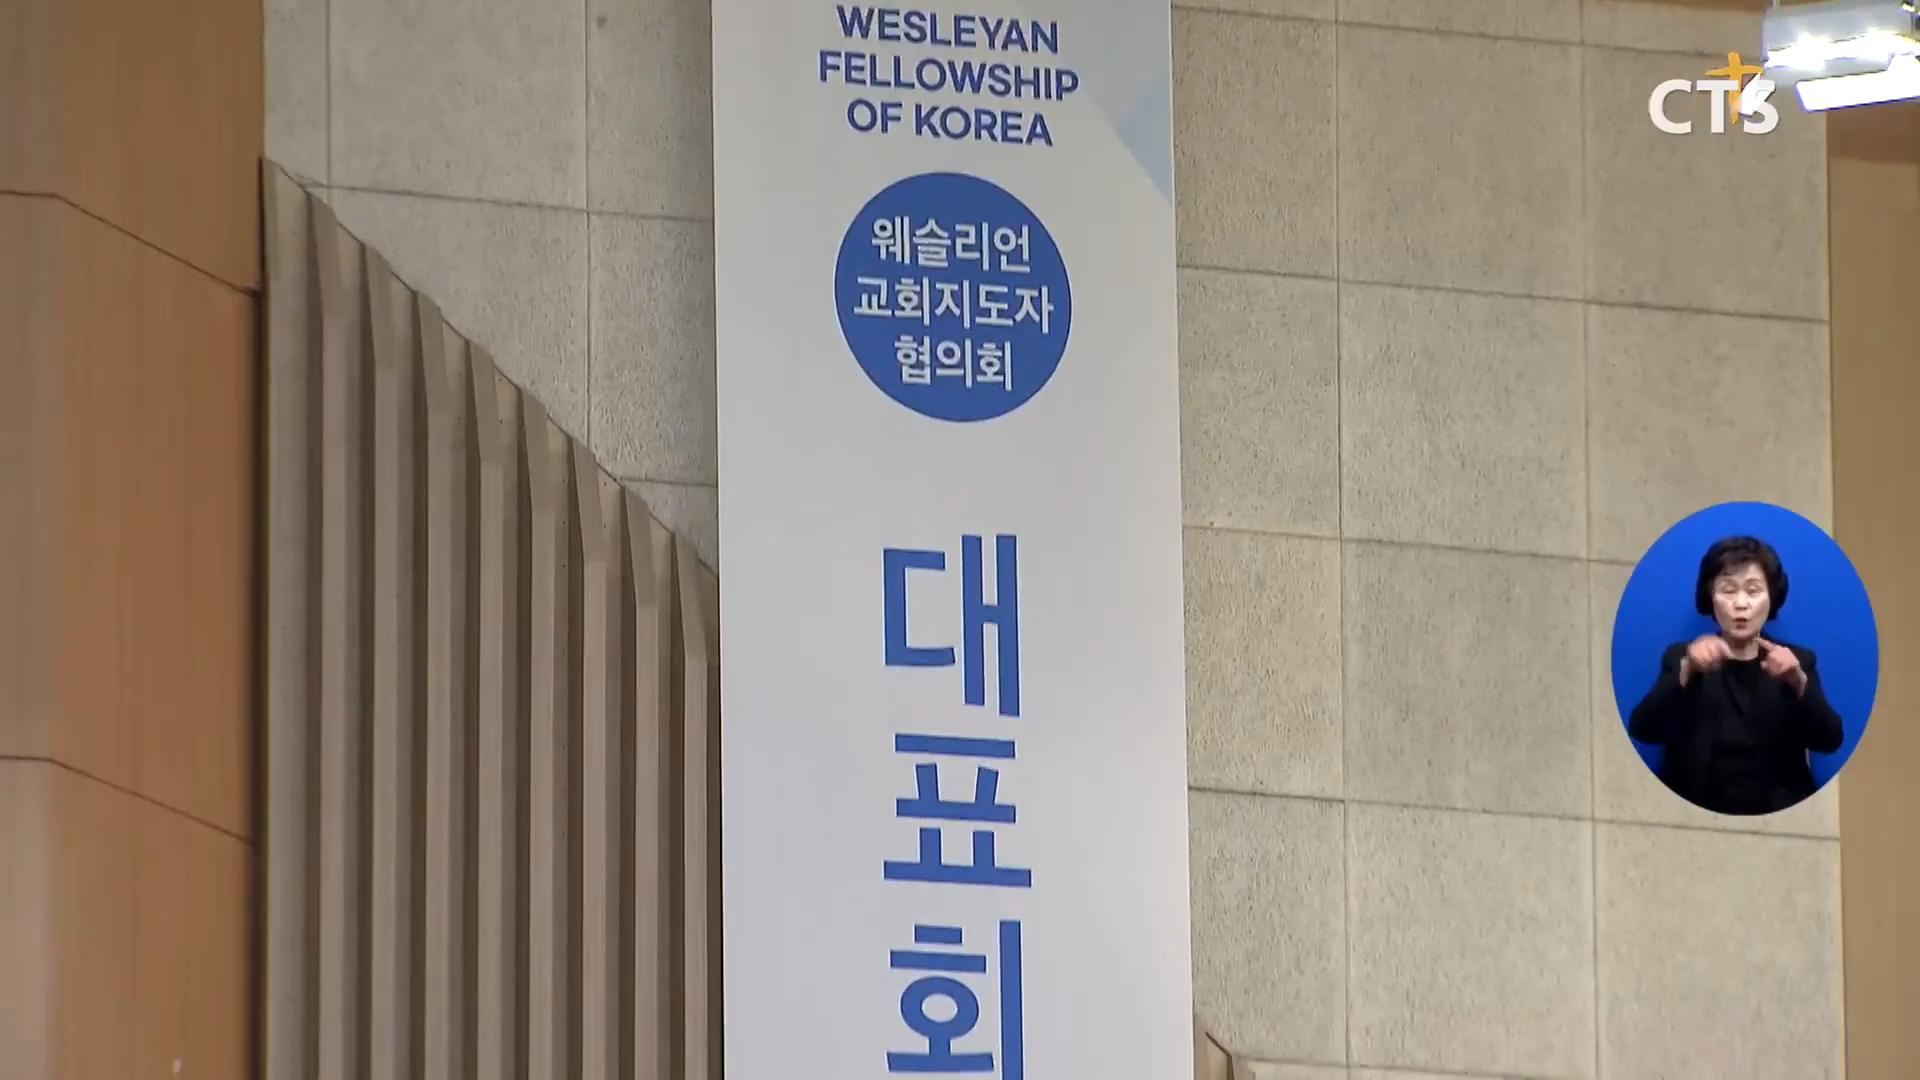 WESLEYAN
FELLOWSHIP
OF KOREA
웨슬리언
교회지도자
협의회
대
표
회
CTS